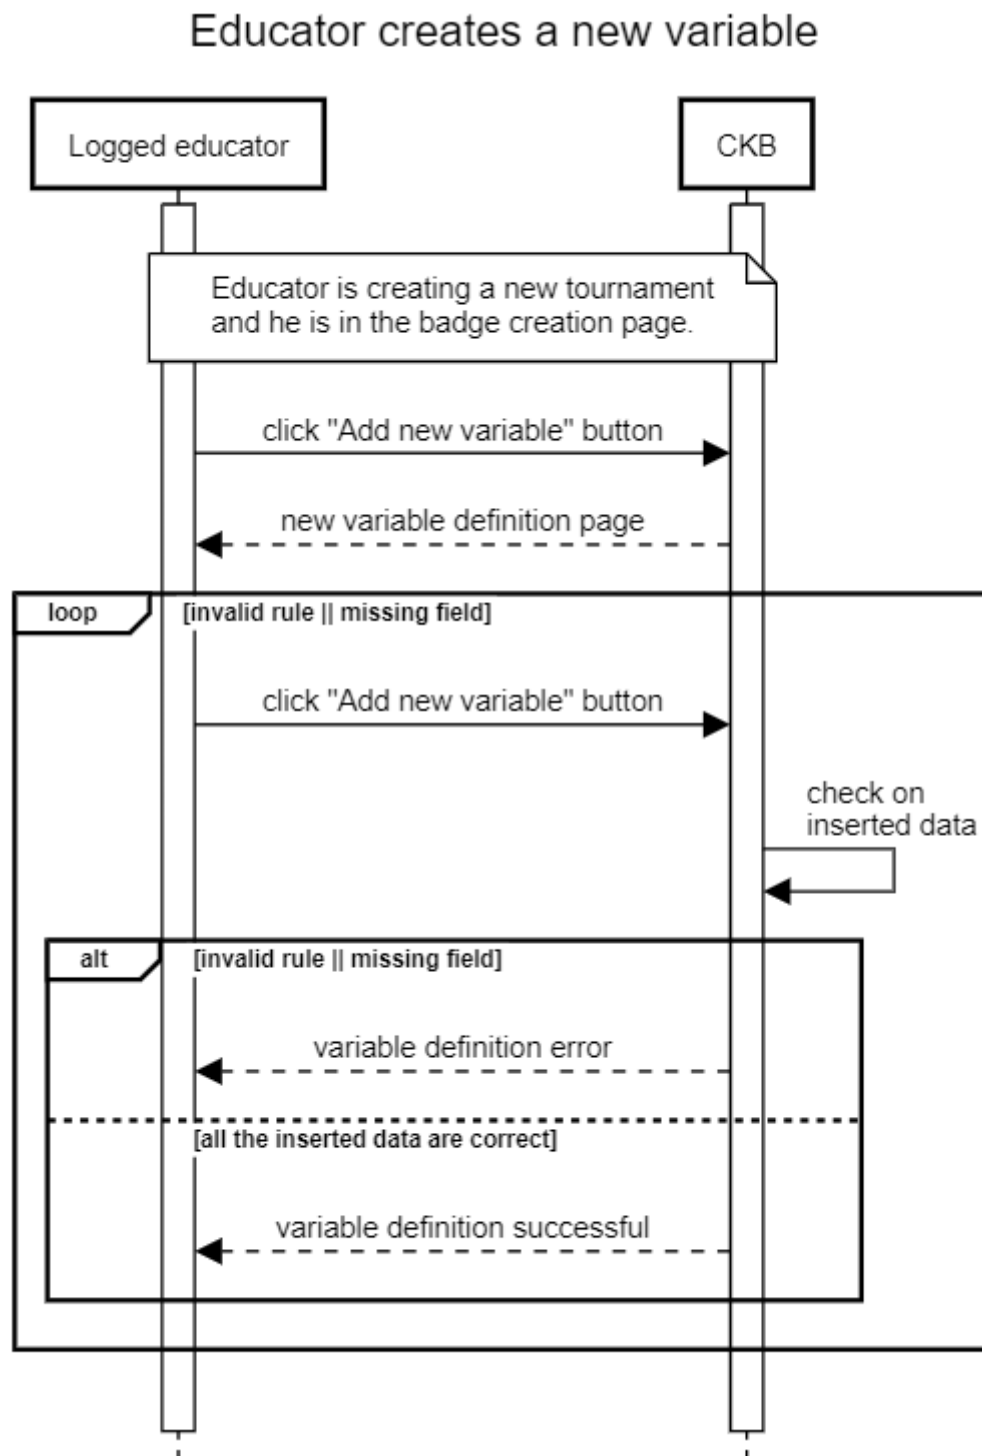 Educator creates a new variable
Logged educator
CKB
Educator is creating a new tournament
and he is in the badge creation page.
click "Add new variable" button
new variable definition page
loop
[invalid rule || missing field]
click "Add new variable" button
check on
inserted data
alt
[invalid rule || missing field]
variable definition error
[all the inserted data are correct]
variable definition successful